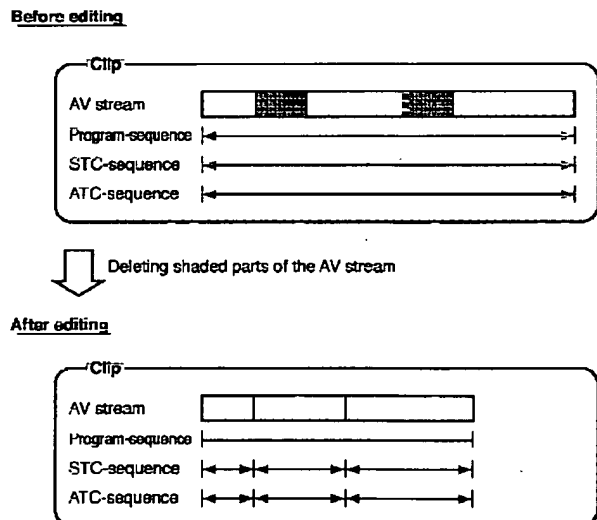 Before editing
Clip
AV stream
Program-sequence
STC-sequence
ATC-sequence
Deleting shaded parts of the AV stream
After editing
Clip
AV stream
Program-sequence
STC-sequence
ATC-sequence